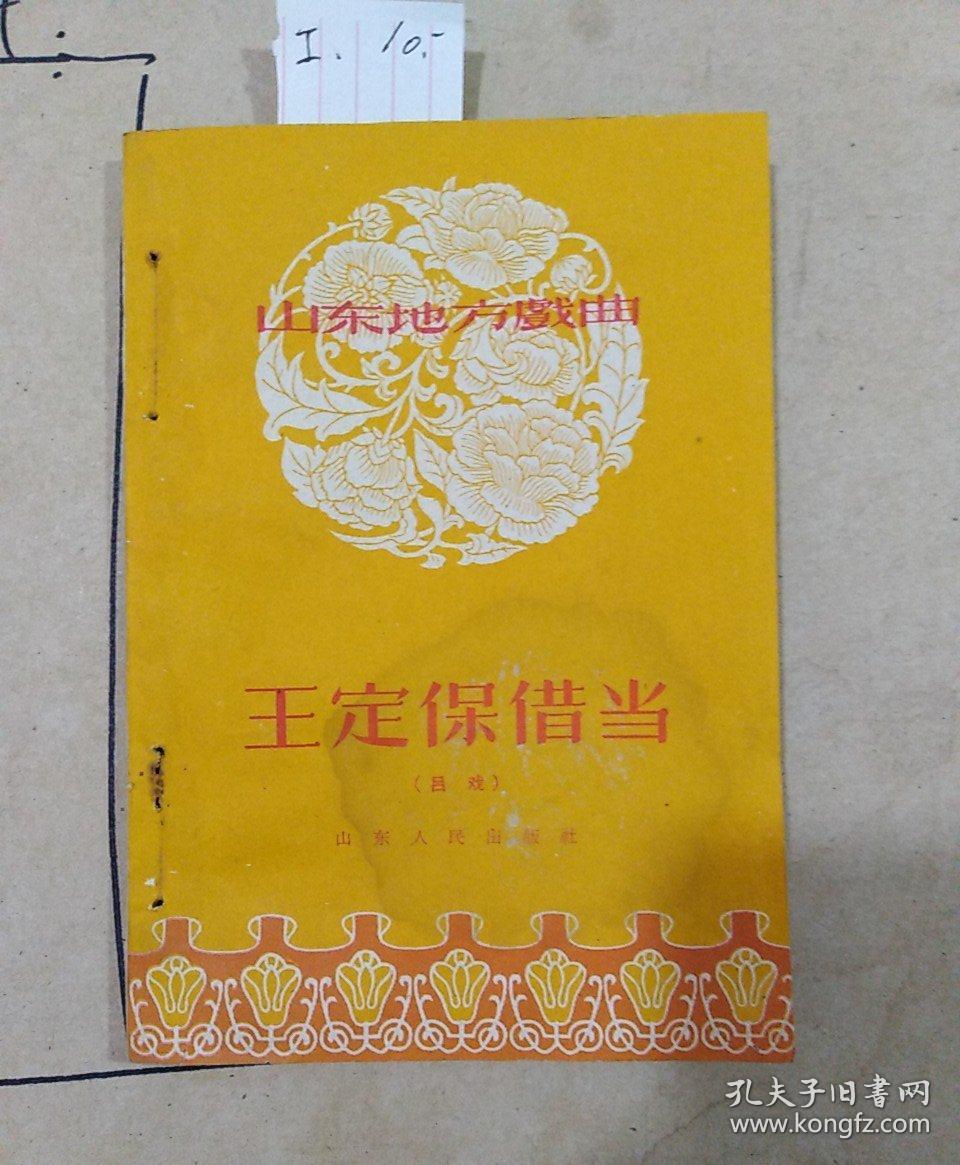 I. 10.-
山东地方戲曲
王定保借当
（吕戏）
山东人民出版社
孔夫子旧书网
www.kongfz.com